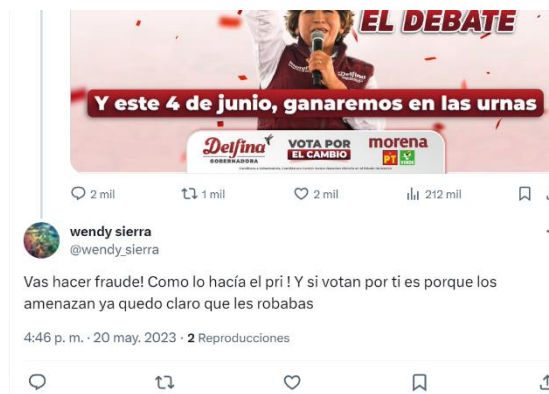 EL DEBATE
Y este 4 de junio, ganaremos en las urnas
Delfina
GOBERNADORA
VOTA POR
EL CAMBIO
morena
PT VERDE
2 mil 1 mil 2 mil 212 mil
wendy sierra
@wendy_sierra
Vas hacer fraude! Como lo hacía el pri ! Y si votan por ti es porque los
amenazan ya quedo claro que les robabas
4:46 p. m. · 20 may. 2023 · 2 Reproducciones